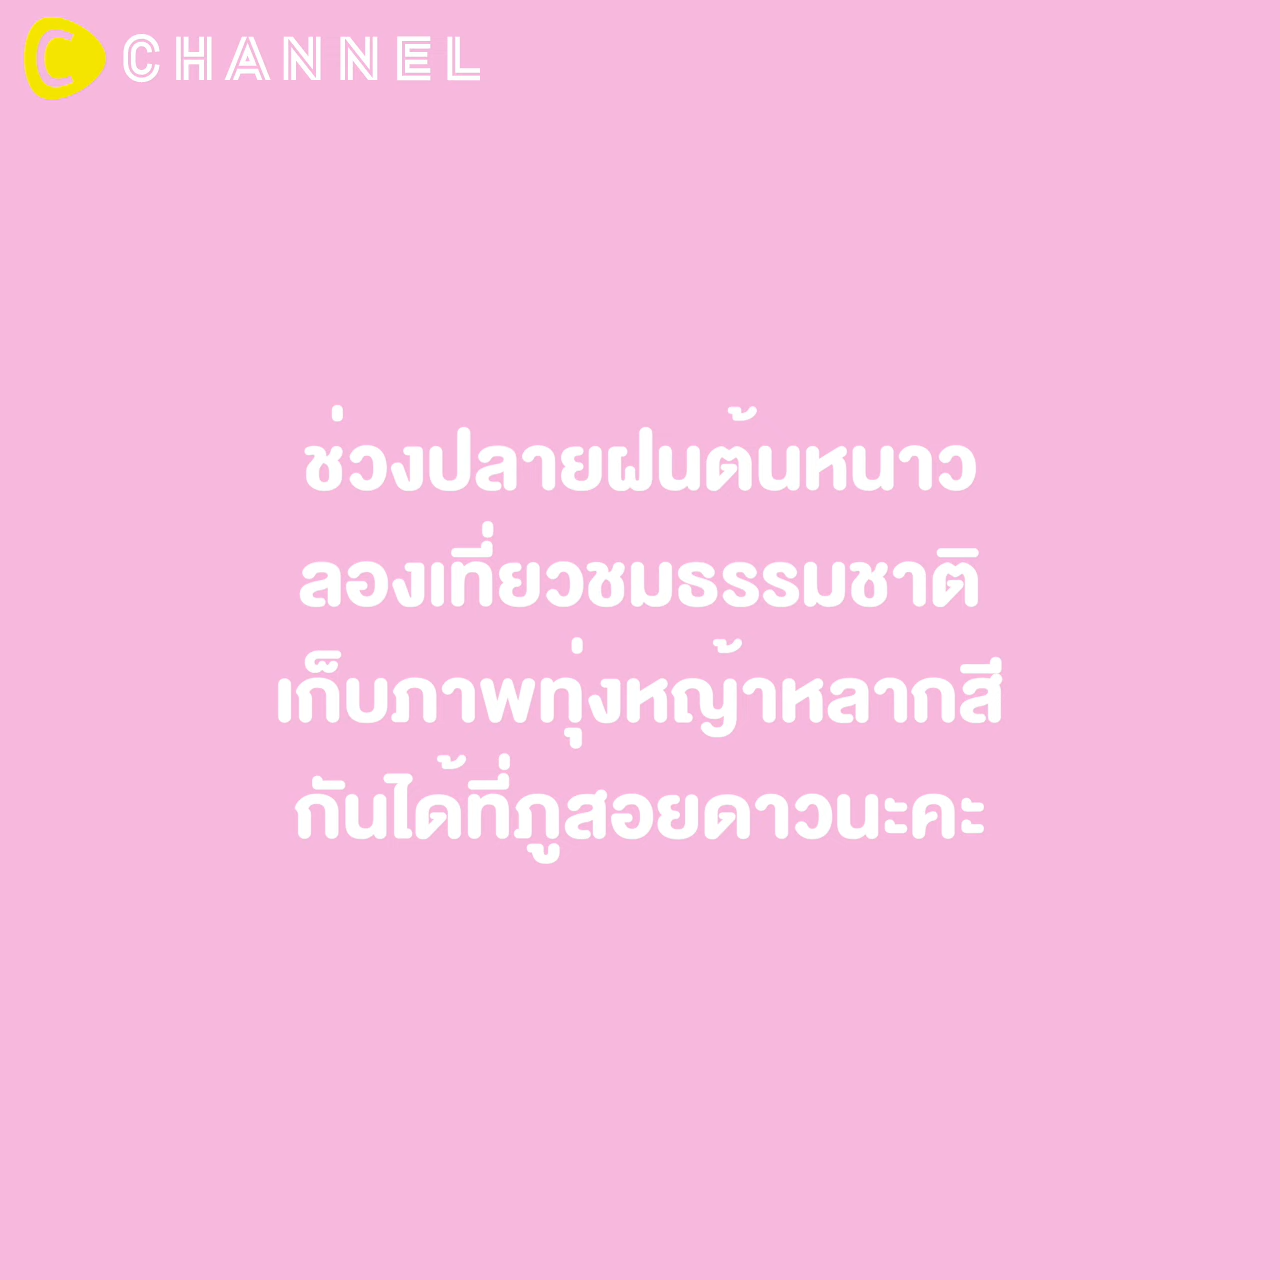 C CHANNEL
ช่วงปลายฝนต้นหนาว
ลองเที่ยวชมธรรมชาติ
เก็บภาพทุ่งหญ้าหลากสี
กันได้ที่ภูสอยดาวนะคะ